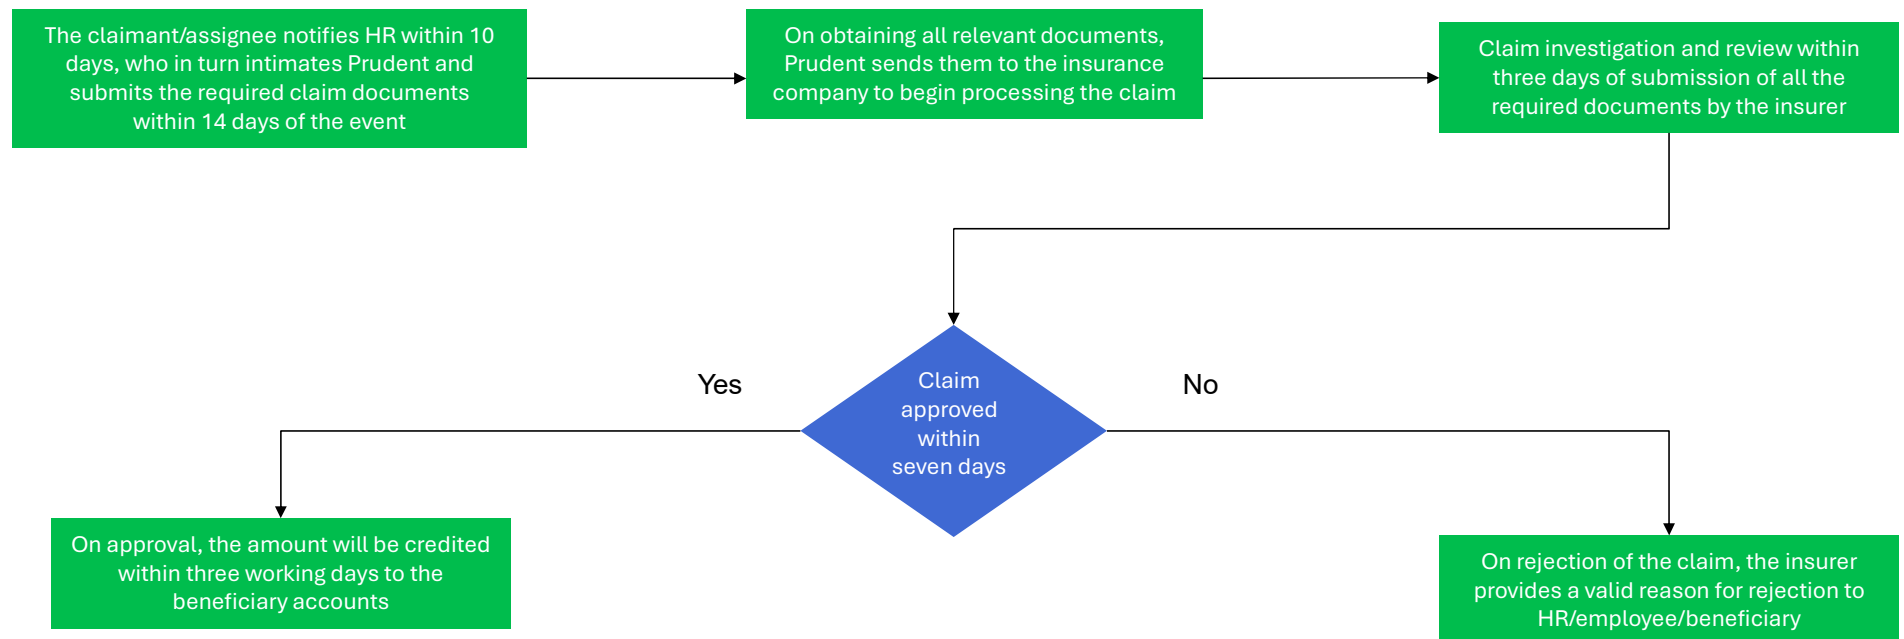 The claimant/assignee notifies HR within 10
days, who in turn intimates Prudent and
submits the required claim documents
within 14 days of the event
On obtaining all relevant documents,
Prudent sends them to the insurance
company to begin processing the claim
Claim investigation and review within
three days of submission of all the
required documents by the insurer
Claim
approved
within
seven days
Yes
No
On approval, the amount will be credited
within three working days to the
beneficiary accounts
On rejection of the claim, the insurer
provides a valid reason for rejection to
HR/employee/beneficiary